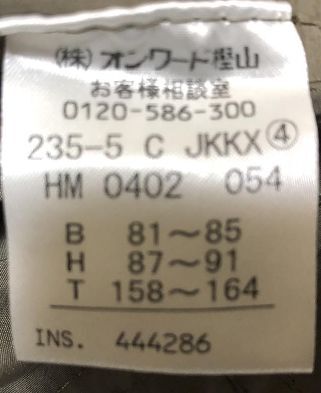 (株)オンワード樫山
お客様相談室
0120-586-300
235-5 C JKKX④
HM 0402 054
B 81~85
H 87~91
T 158~164
INS. 444286